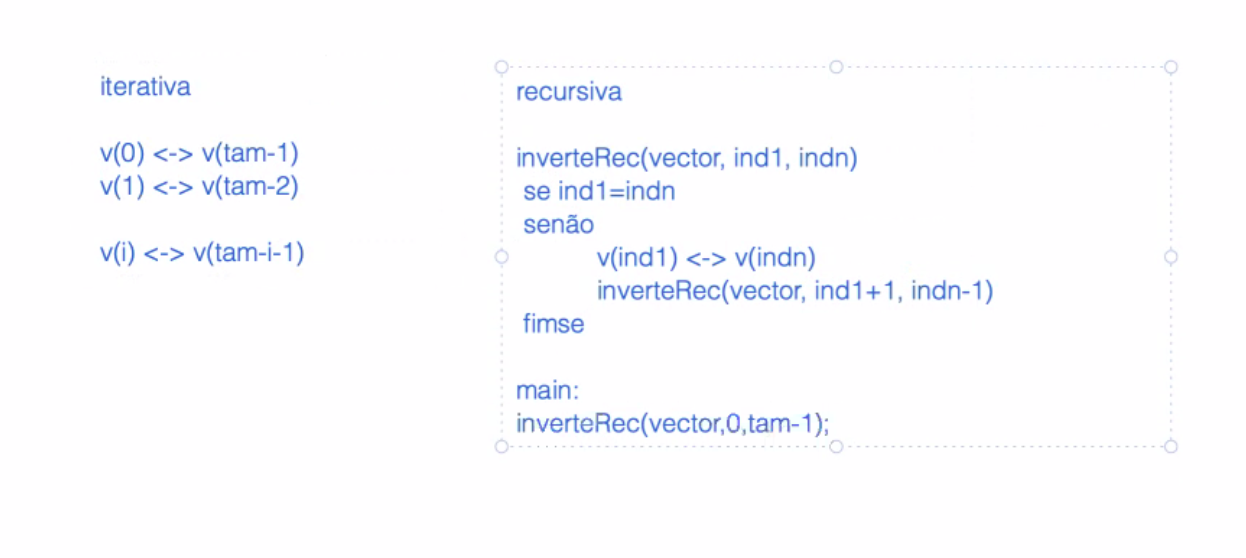 iterativa
v(0) <-> v(tam-1)
v(1) <-> v(tam-2)
v(i) <-> v(tam-i-1)
recursiva
inverteRec(vector, ind1, indn)
se ind1=indn
senão
v(ind1) <-> v(indn)
inverteRec(vector, ind1+1, indn-1)
fimse
main:
inverteRec(vector,0,tam-1);